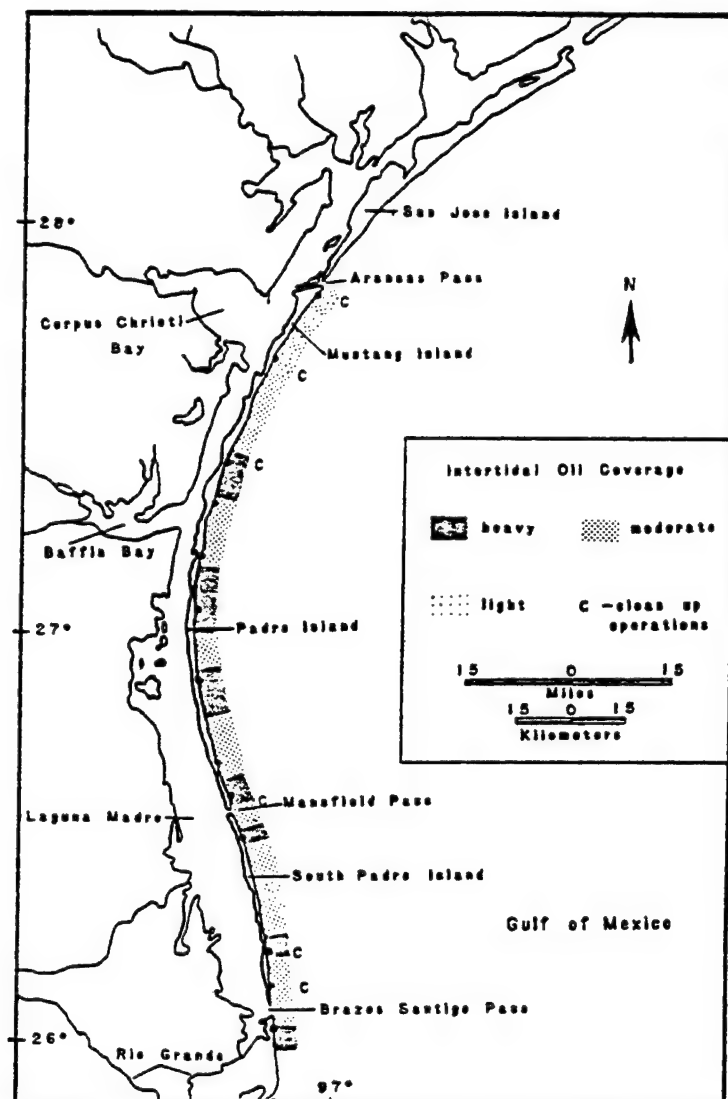 28°
San Jose Island
Aransas Pass
C
N
Corpus Christi
Bay
Mustang Island
C
C
Intertidal Oil Coverage
heavy
moderate
light
C -clean up
operations
15 0 15
Miles
15 0 15
Kilometers
Baffin Bay
27°
Padre Island
C
Mansfield Pass
Laguna Madre
South Padre Island
Gulf of Mexico
C
C
Brazos Santigo Pass
26°
Rio Grande
97°